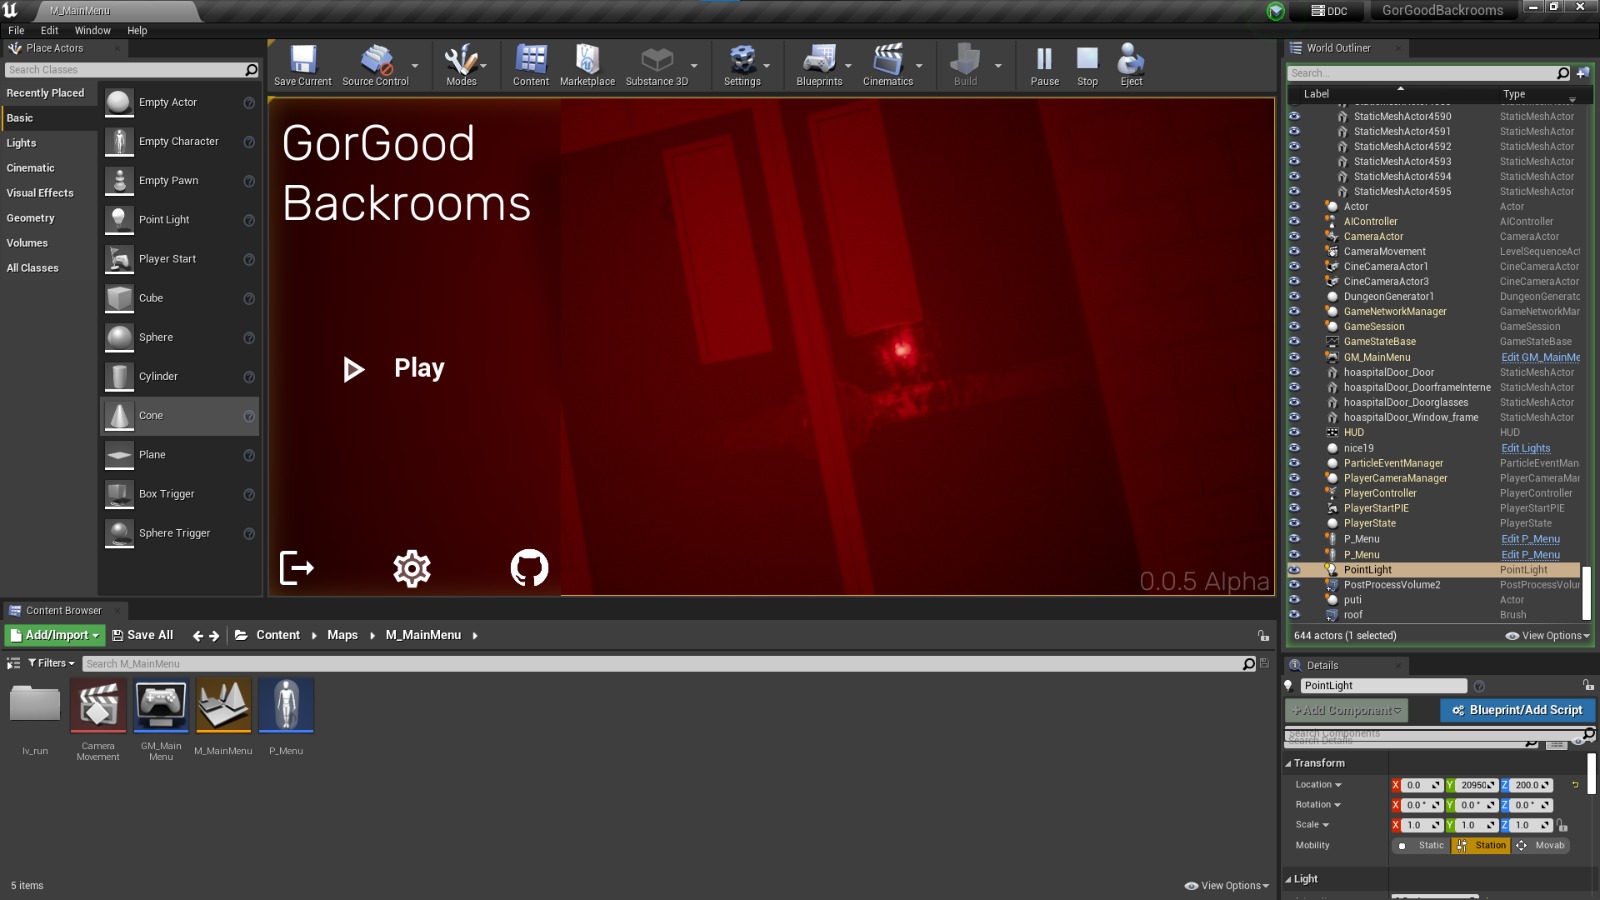 M_MainMenu
DDC
GorGoodBackrooms
File Edit Window Help
Place Actors
Search Classes
Recently Placed
Basic
Lights
Cinematic
Visual Effects
Geometry
Volumes
All Classes
Empty Actor
Empty Character
Empty Pawn
Point Light
Player Start
Cube
Sphere
Cylinder
Cone
Plane
Box Trigger
Sphere Trigger
Save Current
Source Control
Modes
Content
Marketplace
Substance 3D
Settings
Blueprints
Cinematics
Build
Pause
Stop
Eject
GorGood
Backrooms
Play
0.0.5 Alpha
World Outliner
Search...
Label Type
StaticMeshActor4590 StaticMeshActor
StaticMeshActor4591 StaticMeshActor
StaticMeshActor4592 StaticMeshActor
StaticMeshActor4593 StaticMeshActor
StaticMeshActor4594 StaticMeshActor
StaticMeshActor4595 StaticMeshActor
Actor Actor
AIController AIController
CameraActor CameraActor
CameraMovement LevelSequenceAct
CineCameraActor1 CineCameraActor
CineCameraActor3 CineCameraActor
DungeonGenerator1 DungeonGenerato
GameNetworkManager GameNetworkMar
GameSession GameSession
GameStateBase GameStateBase
GM_MainMenu Edit GM_MainMe
hoaspitalDoor_Door StaticMeshActor
hoaspitalDoor_DoorframeInterne StaticMeshActor
hoaspitalDoor_Doorglasses StaticMeshActor
hoaspitalDoor_Window_frame StaticMeshActor
HUD HUD
nice19 Edit Lights
ParticleEventManager ParticleEventMan
PlayerCameraManager PlayerCameraMar
PlayerController PlayerController
PlayerStartPIE PlayerStartPIE
PlayerState PlayerState
P_Menu Edit P_Menu
P_Menu Edit P_Menu
PointLight PointLight
PostProcessVolume2 PostProcessVolur
puti Actor
roof Brush
644 actors (1 selected) View Options
Content Browser
Add/Import Save All Content Maps M_MainMenu
Filters Search M_MainMenu
lv_run
Camera
Movement
GM_Main
Menu
M_MainMenu
P_Menu
5 items View Options
Details
PointLight
+Add Component Blueprint/Add Script
Search Components
Search Details
Transform
Location X 0.0 Y 20950 Z 200.0
Rotation X 0.0° Y 0.0° Z 0.0°
Scale X 1.0 Y 1.0 Z 1.0
Mobility Static Station Movab
Light